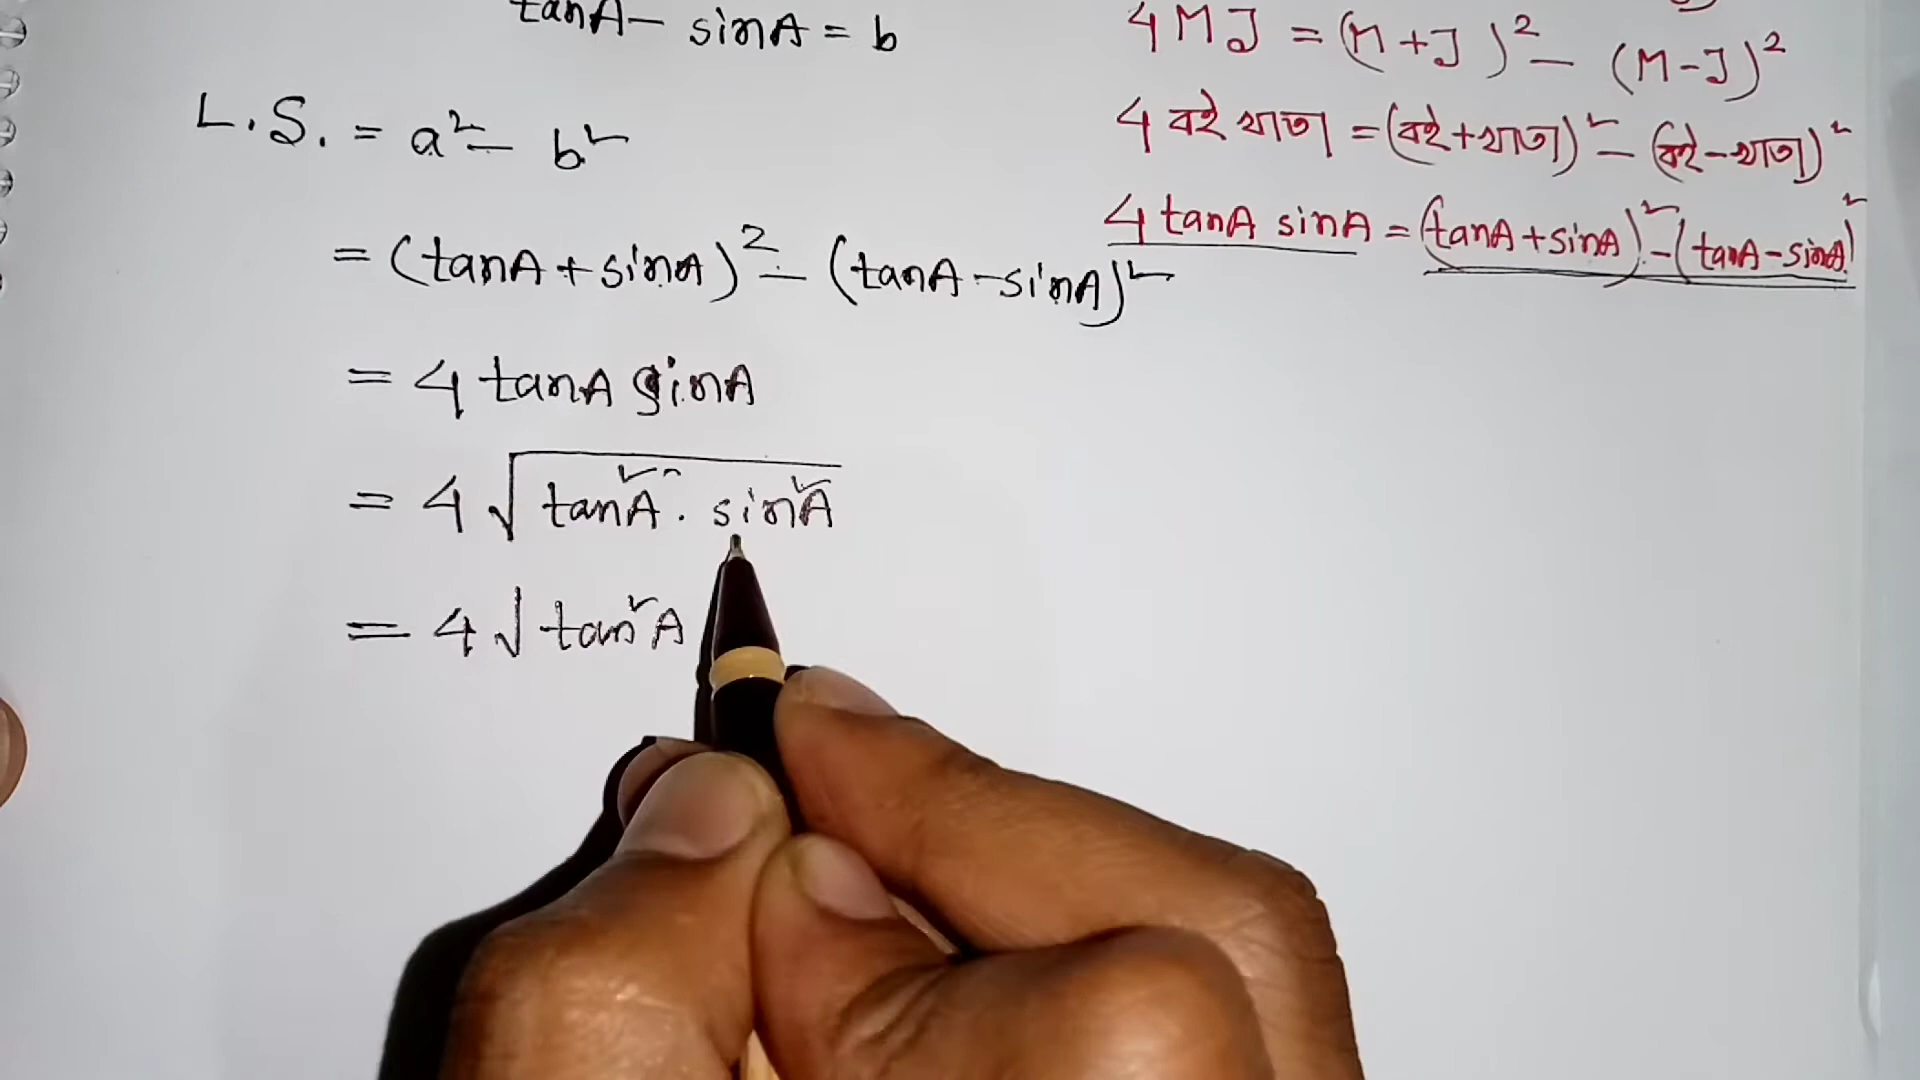 tanA - sinA = b
L.S. = a² - b²
= (tanA + sinA)² - (tanA - sinA)²
= 4 tanA sinA
= 4 √tan²A . sin²A
= 4 √tan²A
4 M J = (M + J)² - (M - J)²
4 বই খাতা = (বই + খাতা)² - (বই - খাতা)²
4 tanA sinA = (tanA + sinA)² - (tanA - sinA)²